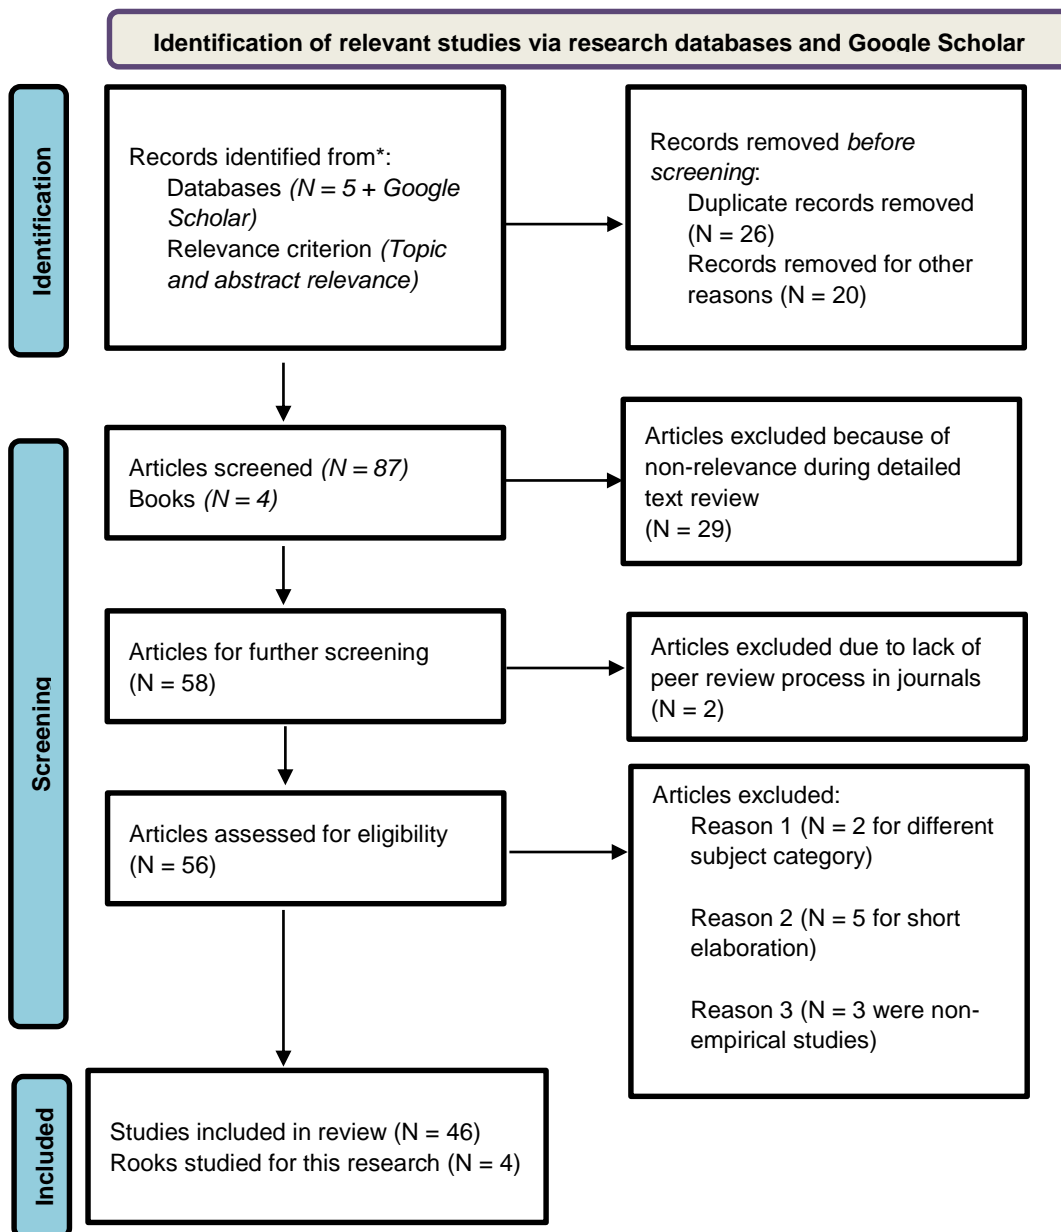 Identification of relevant studies via research databases and Google Scholar
Identification
Records identified from*:
Databases (N = 5 + Google
Scholar)
Relevance criterion (Topic
and abstract relevance)
Records removed before
screening:
Duplicate records removed
(N = 26)
Records removed for other
reasons (N = 20)
Screening
Articles screened (N = 87)
Books (N = 4)
Articles excluded because of
non-relevance during detailed
text review
(N = 29)
Articles for further screening
(N = 58)
Articles excluded due to lack of
peer review process in journals
(N = 2)
Articles assessed for eligibility
(N = 56)
Articles excluded:
Reason 1 (N = 2 for different
subject category)
Reason 2 (N = 5 for short
elaboration)
Reason 3 (N = 3 were non-
empirical studies)
Included
Studies included in review (N = 46)
Rooks studied for this research (N = 4)